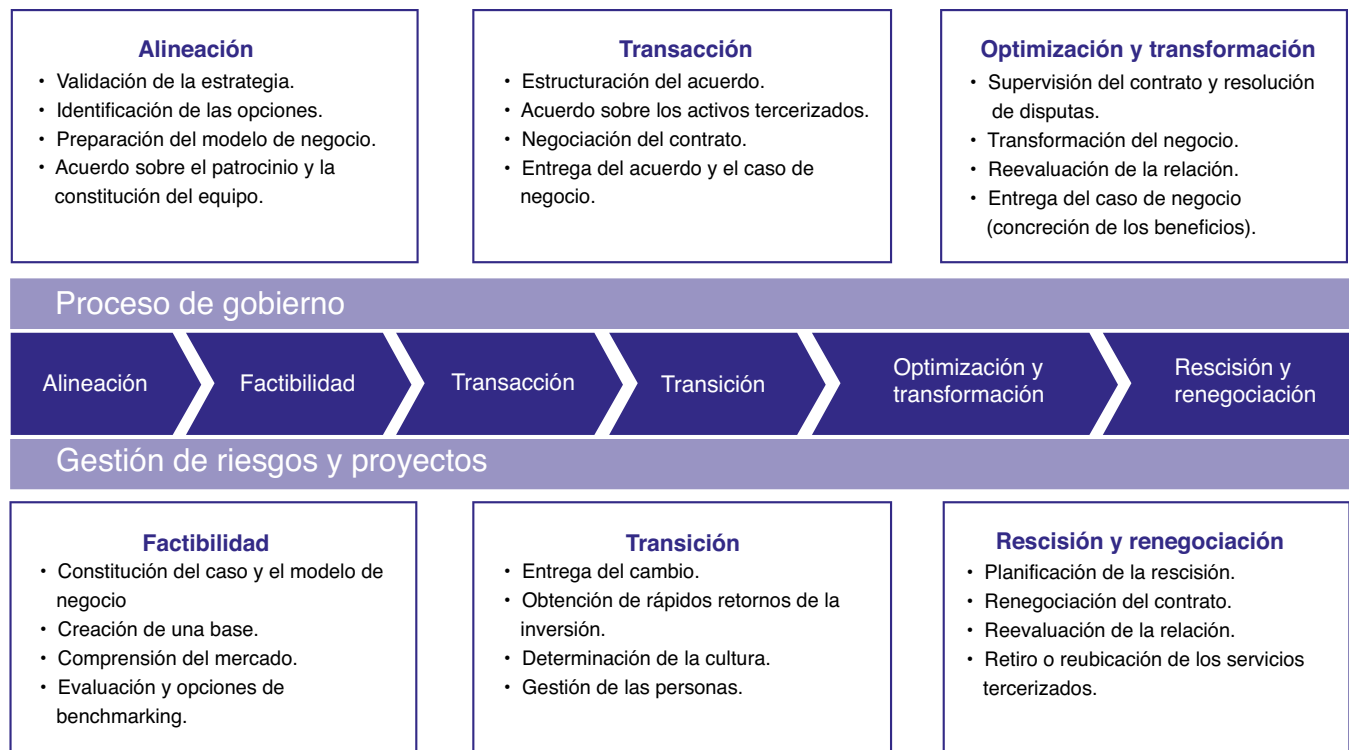 Alineación
• Validación de la estrategia.
• Identificación de las opciones.
• Preparación del modelo de negocio.
• Acuerdo sobre el patrocinio y la
constitución del equipo.
Transacción
• Estructuración del acuerdo.
• Acuerdo sobre los activos tercerizados.
• Negociación del contrato.
• Entrega del acuerdo y el caso de
negocio.
Optimización y transformación
• Supervisión del contrato y resolución
de disputas.
• Transformación del negocio.
• Reevaluación de la relación.
• Entrega del caso de negocio
(concreción de los beneficios).
Proceso de gobierno
Alineación
Factibilidad
Transacción
Transición
Optimización y
transformación
Rescisión y
renegociación
Gestión de riesgos y proyectos
Factibilidad
• Constitución del caso y el modelo de
negocio
• Creación de una base.
• Comprensión del mercado.
• Evaluación y opciones de
benchmarking.
Transición
• Entrega del cambio.
• Obtención de rápidos retornos de la
inversión.
• Determinación de la cultura.
• Gestión de las personas.
Rescisión y renegociación
• Planificación de la rescisión.
• Renegociación del contrato.
• Reevaluación de la relación.
• Retiro o reubicación de los servicios
tercerizados.